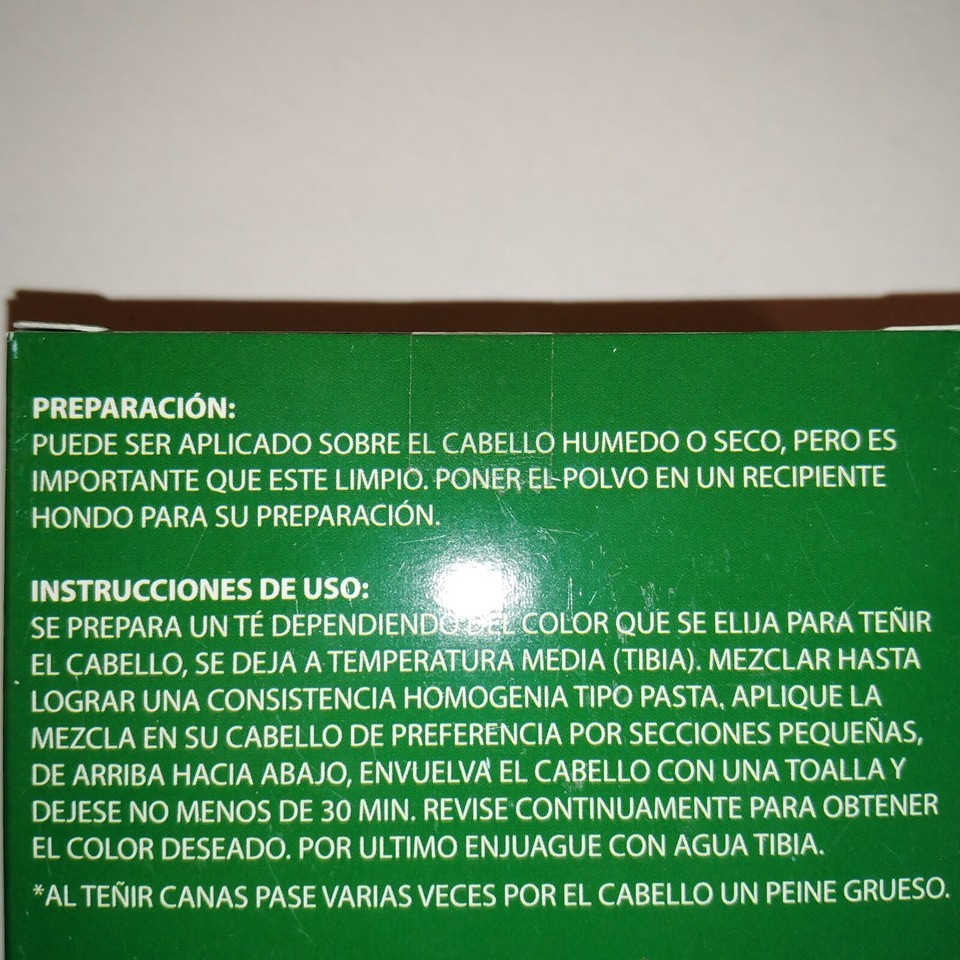 PREPARACIÓN:
PUEDE SER APLICADO SOBRE EL CABELLO HUMEDO O SECO, PERO ES
IMPORTANTE QUE ESTE LIMPIO. PONER EL POLVO EN UN RECIPIENTE
HONDO PARA SU PREPARACIÓN.
INSTRUCCIONES DE USO:
SE PREPARA UN TÉ DEPENDIENDO DEL COLOR QUE SE ELIJA PARA TEÑIR
EL CABELLO, SE DEJA A TEMPERATURA MEDIA (TIBIA). MEZCLAR HASTA
LOGRAR UNA CONSISTENCIA HOMOGENIA TIPO PASTA. APLIQUE LA
MEZCLA EN SU CABELLO DE PREFERENCIA POR SECCIONES PEQUEÑAS,
DE ARRIBA HACIA ABAJO, ENVUELVA EL CABELLO CON UNA TOALLA Y
DEJESE NO MENOS DE 30 MIN. REVISE CONTINUAMENTE PARA OBTENER
EL COLOR DESEADO. POR ULTIMO ENJUAGUE CON AGUA TIBIA.
*AL TEÑIR CANAS PASE VARIAS VECES POR EL CABELLO UN PEINE GRUESO.